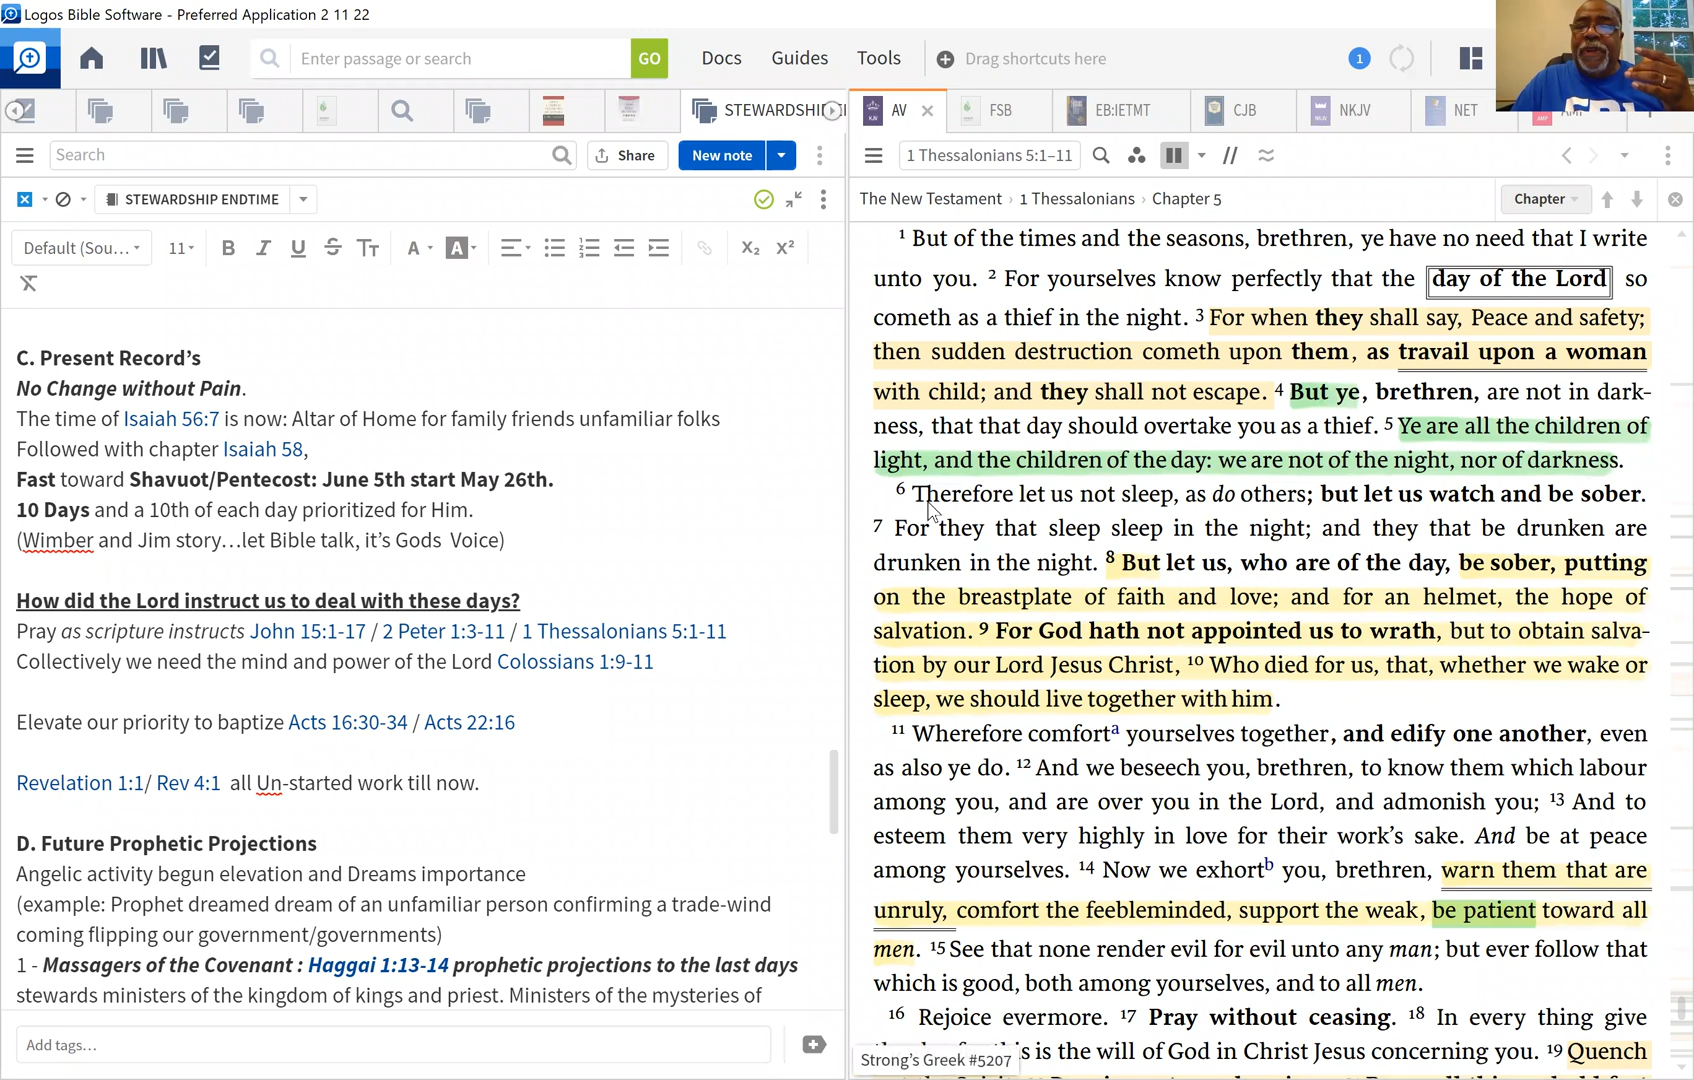 Logos Bible Software - Preferred Application 2 11 22
Enter passage or search
GO
Docs
Guides
Tools
Drag shortcuts here
1
STEWARDSHIP
AV
FSB
EB:IETMT
CJB
NKJV
NET
Search
Share
New note
STEWARDSHIP ENDTIME
Default (Sou...
11
B I U S TT A A X₂ X²
C. Present Record’s
No Change without Pain.
The time of Isaiah 56:7 is now: Altar of Home for family friends unfamiliar folks
Followed with chapter Isaiah 58,
Fast toward Shavuot/Pentecost: June 5th start May 26th.
10 Days and a 10th of each day prioritized for Him.
(Wimber and Jim story…let Bible talk, it’s Gods Voice)
How did the Lord instruct us to deal with these days?
Pray as scripture instructs John 15:1-17 / 2 Peter 1:3-11 / 1 Thessalonians 5:1-11
Collectively we need the mind and power of the Lord Colossians 1:9-11
Elevate our priority to baptize Acts 16:30-34 / Acts 22:16
Revelation 1:1/ Rev 4:1 all Un-started work till now.
D. Future Prophetic Projections
Angelic activity begun elevation and Dreams importance
(example: Prophet dreamed dream of an unfamiliar person confirming a trade-wind
coming flipping our government/governments)
1 - Massagers of the Covenant : Haggai 1:13-14 prophetic projections to the last days
stewards ministers of the kingdom of kings and priest. Ministers of the mysteries of
Add tags…
1 Thessalonians 5:1–11
The New Testament › 1 Thessalonians › Chapter 5
Chapter
1 But of the times and the seasons, brethren, ye have no need that I write
unto you. 2 For yourselves know perfectly that the day of the Lord so
cometh as a thief in the night. 3 For when they shall say, Peace and safety;
then sudden destruction cometh upon them, as travail upon a woman
with child; and they shall not escape. 4 But ye, brethren, are not in dark-
ness, that that day should overtake you as a thief. 5 Ye are all the children of
light, and the children of the day: we are not of the night, nor of darkness.
6 Therefore let us not sleep, as do others; but let us watch and be sober.
7 For they that sleep sleep in the night; and they that be drunken are
drunken in the night. 8 But let us, who are of the day, be sober, putting
on the breastplate of faith and love; and for an helmet, the hope of
salvation. 9 For God hath not appointed us to wrath, but to obtain salva-
tion by our Lord Jesus Christ, 10 Who died for us, that, whether we wake or
sleep, we should live together with him.
11 Wherefore comfortᵃ yourselves together, and edify one another, even
as also ye do. 12 And we beseech you, brethren, to know them which labour
among you, and are over you in the Lord, and admonish you; 13 And to
esteem them very highly in love for their work’s sake. And be at peace
among yourselves. 14 Now we exhortᵇ you, brethren, warn them that are
unruly, comfort the feebleminded, support the weak, be patient toward all
men. 15 See that none render evil for evil unto any man; but ever follow that
which is good, both among yourselves, and to all men.
16 Rejoice evermore. 17 Pray without ceasing. 18 In every thing give
is is the will of God in Christ Jesus concerning you. 19 Quench
Strong’s Greek #5207